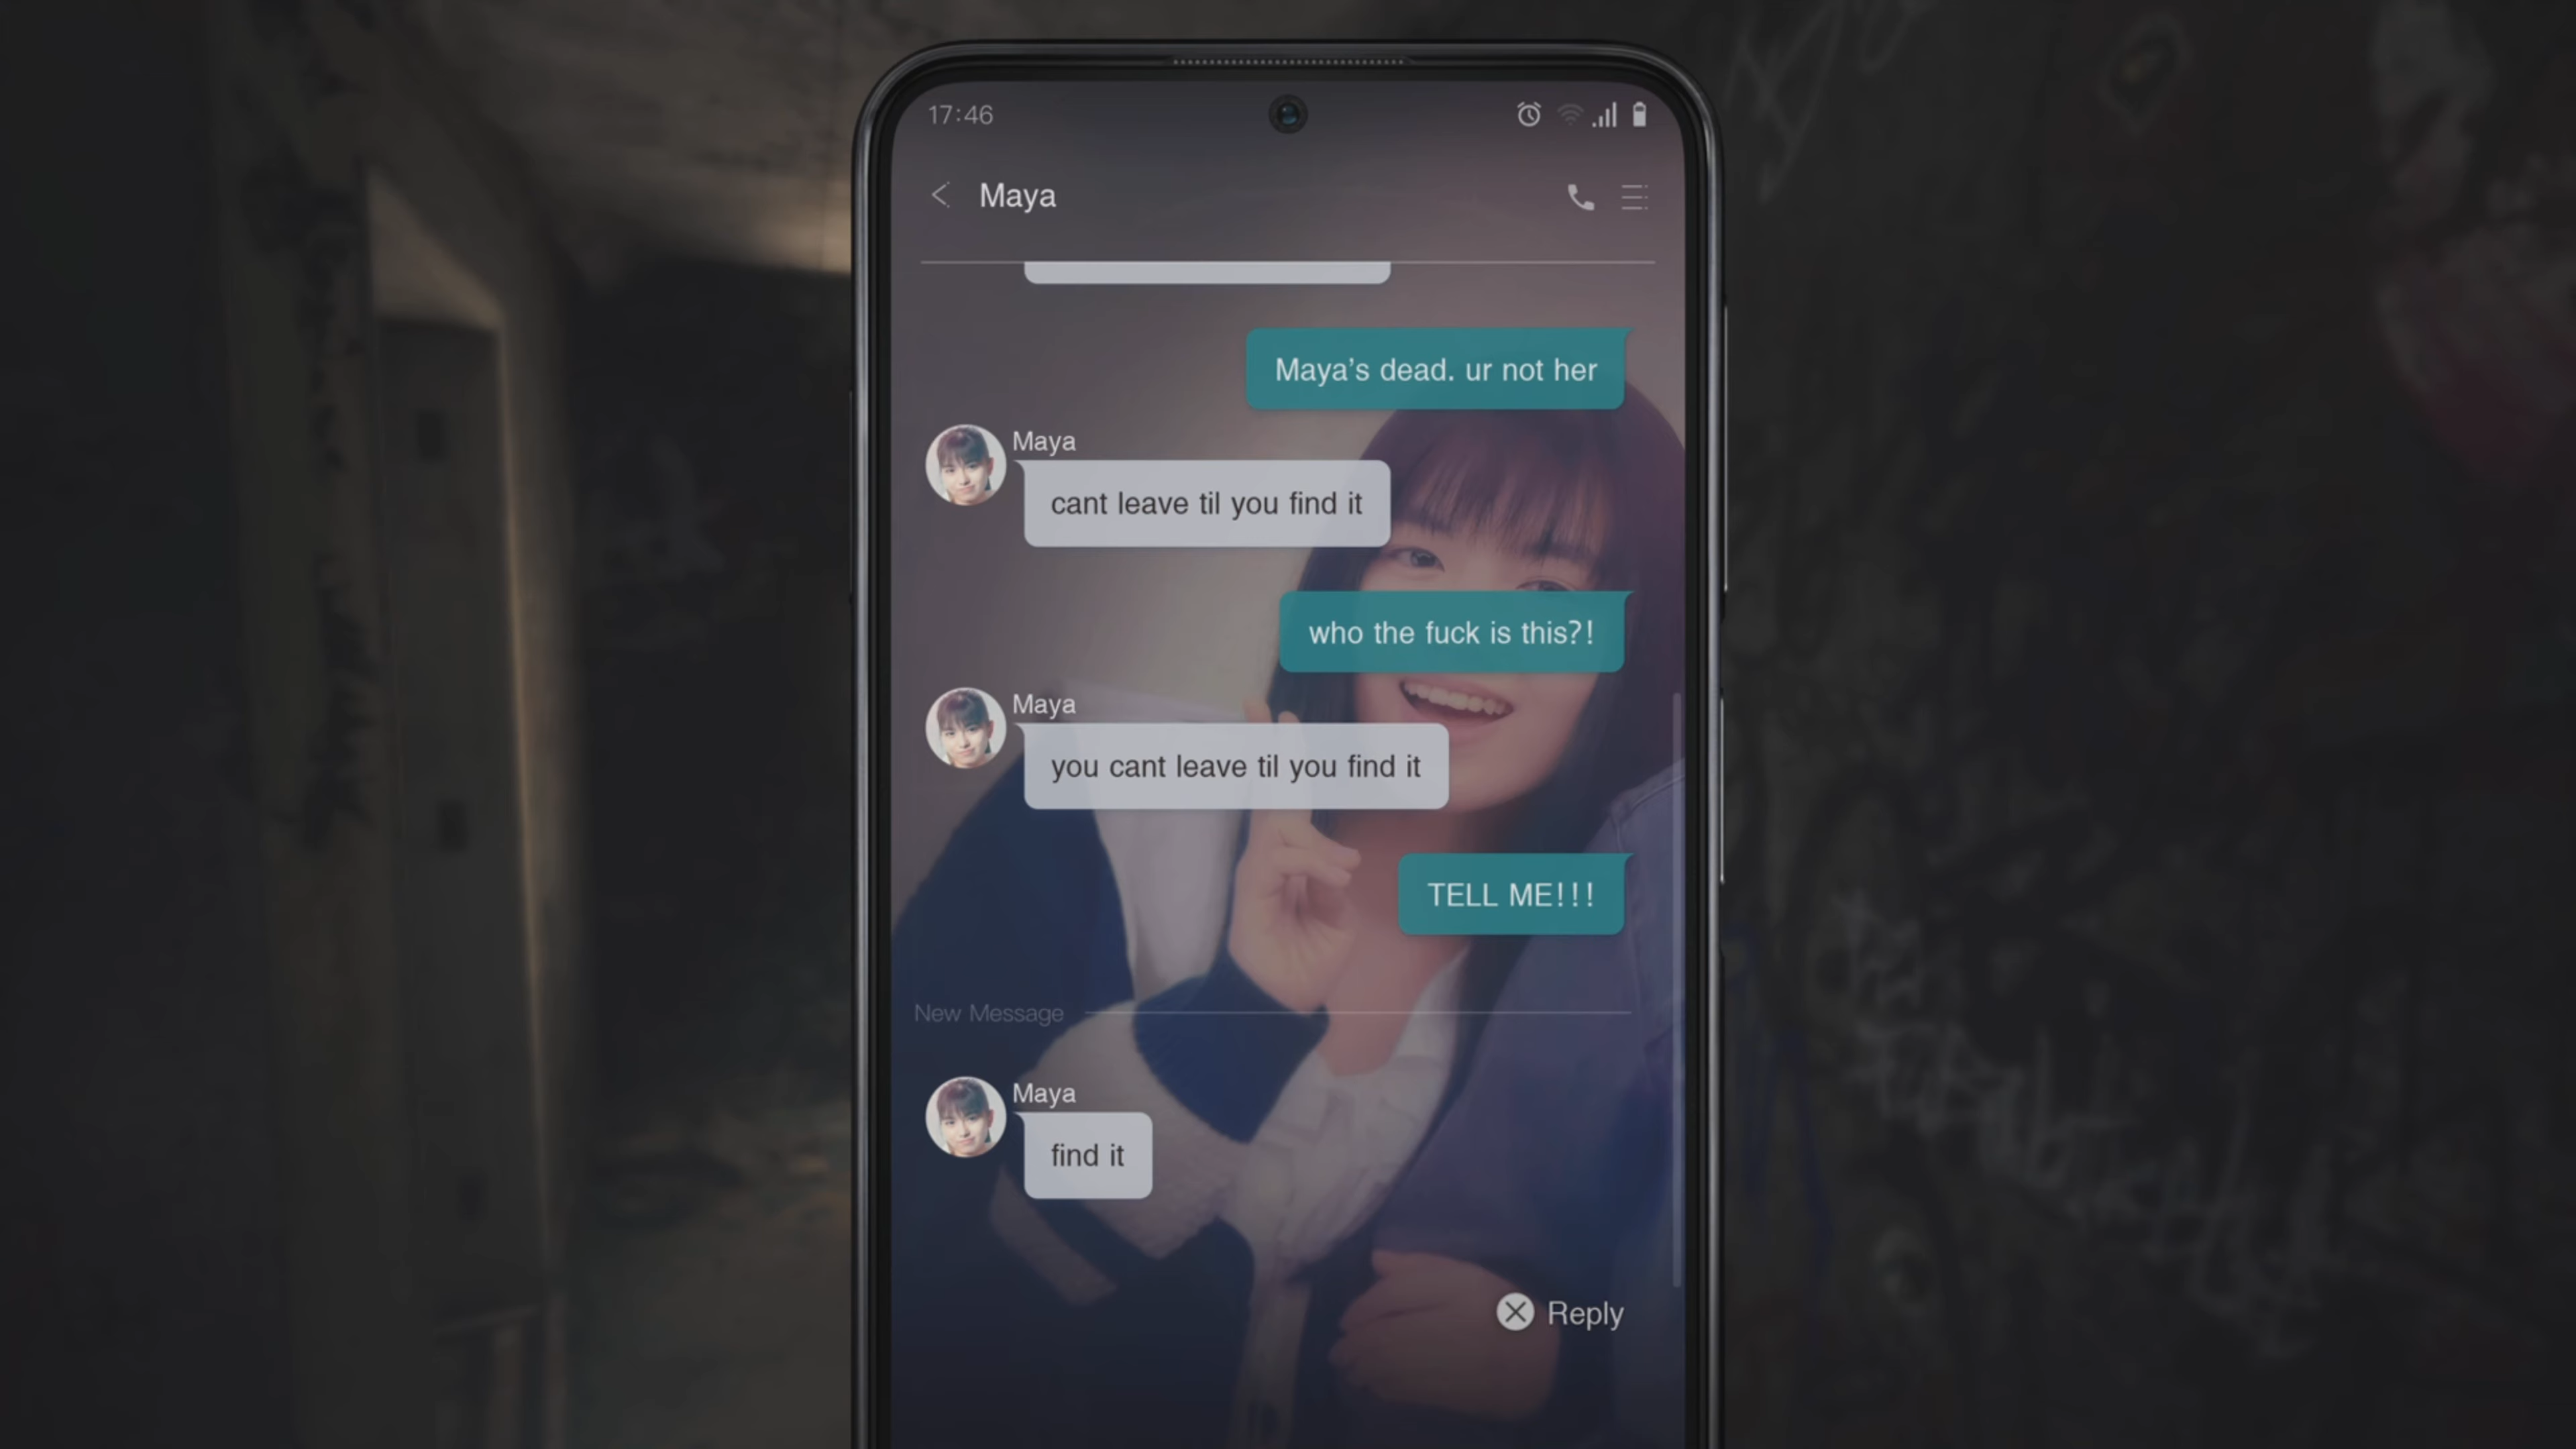 17:46
Maya
Maya's dead. ur not her
Maya
cant leave til you find it
who the fuck is this?!
Maya
you cant leave til you find it
TELL ME!!!
New Message
Maya
find it
Reply